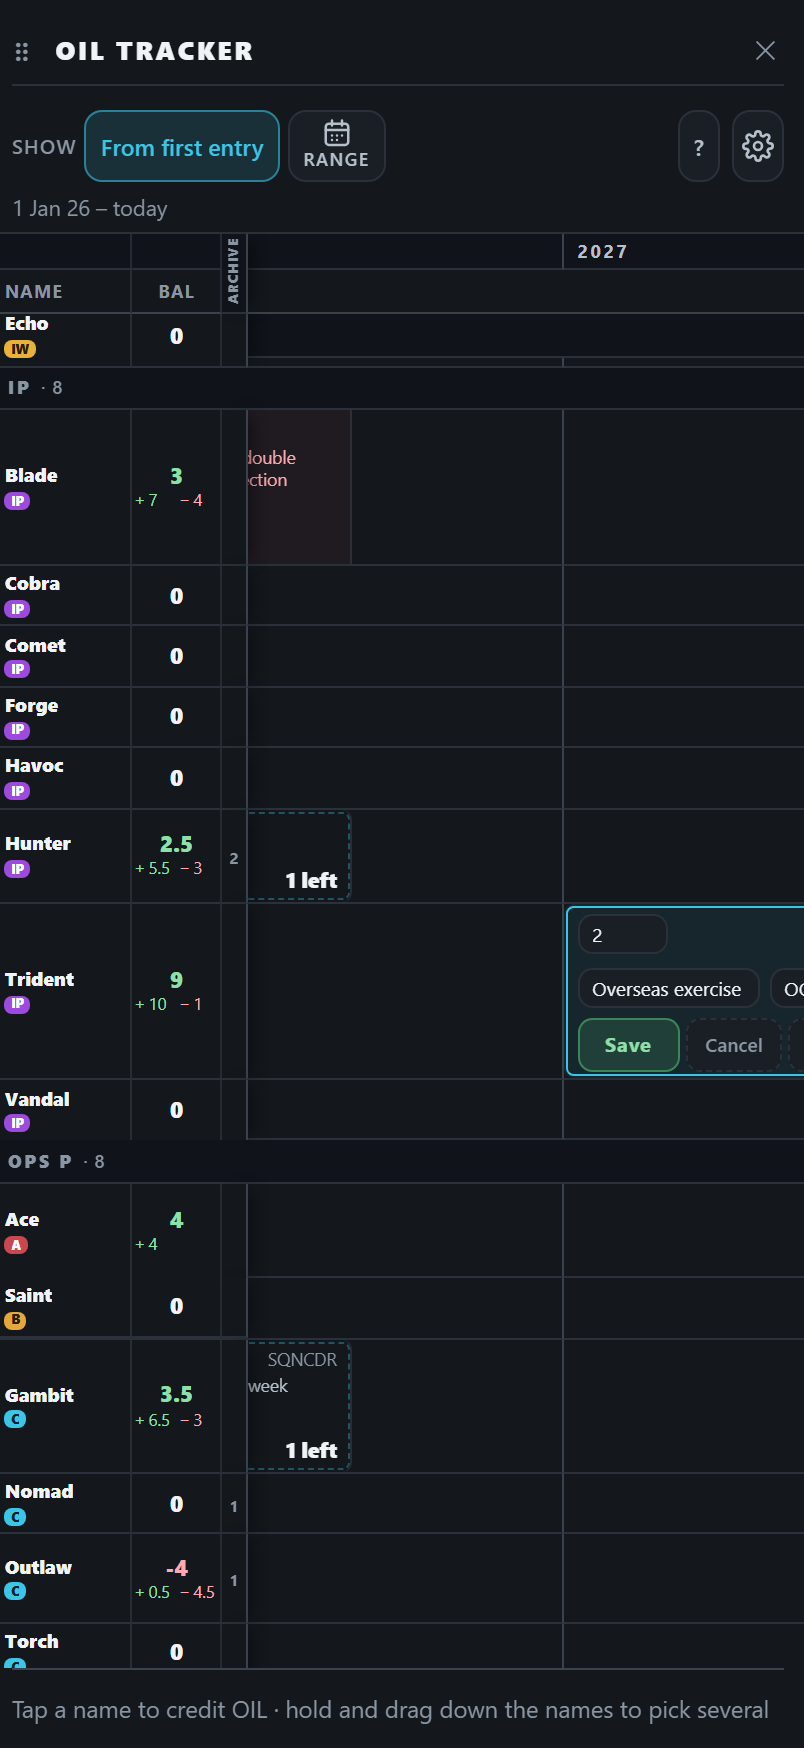 OIL TRACKER
SHOW From first entry RANGE ?
1 Jan 26 – today
2027
NAME BAL ARCHIVE
Echo
IW 0
IP · 8
Blade
IP 3
+ 7 – 4
double
ection
Cobra
IP 0
Comet
IP 0
Forge
IP 0
Havoc
IP 0
Hunter
IP 2.5
+ 5.5 – 3
2
1 left
Trident
IP 9
+ 10 – 1
2
Overseas exercise OC
Save Cancel
Vandal
IP 0
OPS P · 8
Ace
A 4
+ 4
Saint
B 0
Gambit
C 3.5
+ 6.5 – 3
SQNCDR
week
1 left
Nomad
C 0 1
Outlaw
C -4
+ 0.5 – 4.5
1
Torch
C 0
Tap a name to credit OIL · hold and drag down the names to pick several